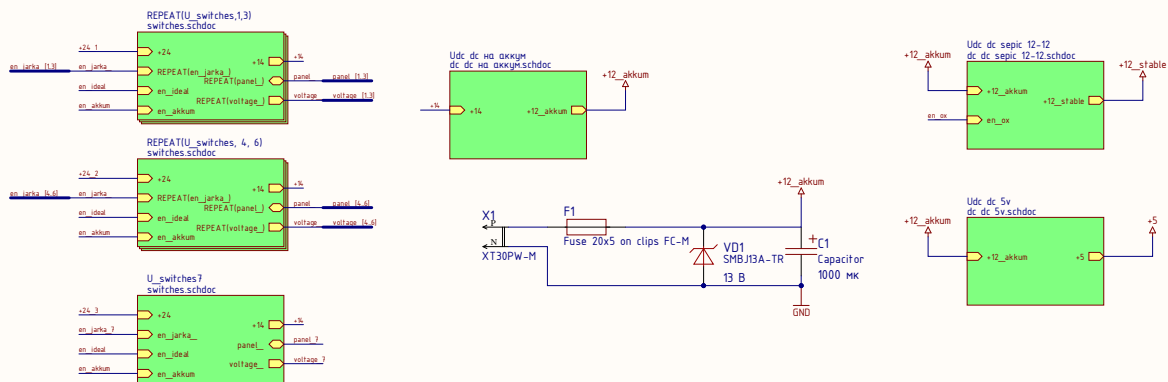 REPEAT(U_switches,1,3)
switches.schdoc
+24_1
+24
+14
+14
en_jarka_[1,3]
en_jarka_
REPEAT(en_jarka_)
REPEAT(panel_)
panel_
panel_[1,3]
en_ideal
en_ideal
REPEAT(voltage_)
voltage_
voltage_[1,3]
en_akkum
en_akkum
REPEAT(U_switches, 4, 6)
switches.schdoc
+24_2
+24
+14
+14
en_jarka_[4,6]
en_jarka_
REPEAT(en_jarka_)
REPEAT(panel_)
panel_
panel_[4,6]
en_ideal
en_ideal
REPEAT(voltage_)
voltage_
voltage_[4,6]
en_akkum
en_akkum
U_switches7
switches.schdoc
+24_3
+24
+14
+14
en_jarka_7
en_jarka_
panel_
panel_7
en_ideal
en_ideal
voltage_
voltage_7
en_akkum
en_akkum
Udc dc на аккум
dc dc на аккум.schdoc
+14
+14
+12_akkum
+12_akkum
X1
P
N
XT30PW-M
F1
Fuse 20x5 on clips FC-M
VD1
SMBJ13A-TR
13 В
+12_akkum
+
C1
Capacitor
1000 мк
GND
Udc dc sepic 12-12
dc dc sepic 12-12.schdoc
+12_akkum
+12_akkum
+12_stable
+12_stable
en_ox
en_ox
Udc dc 5v
dc dc 5v.schdoc
+12_akkum
+12_akkum
+5
+5